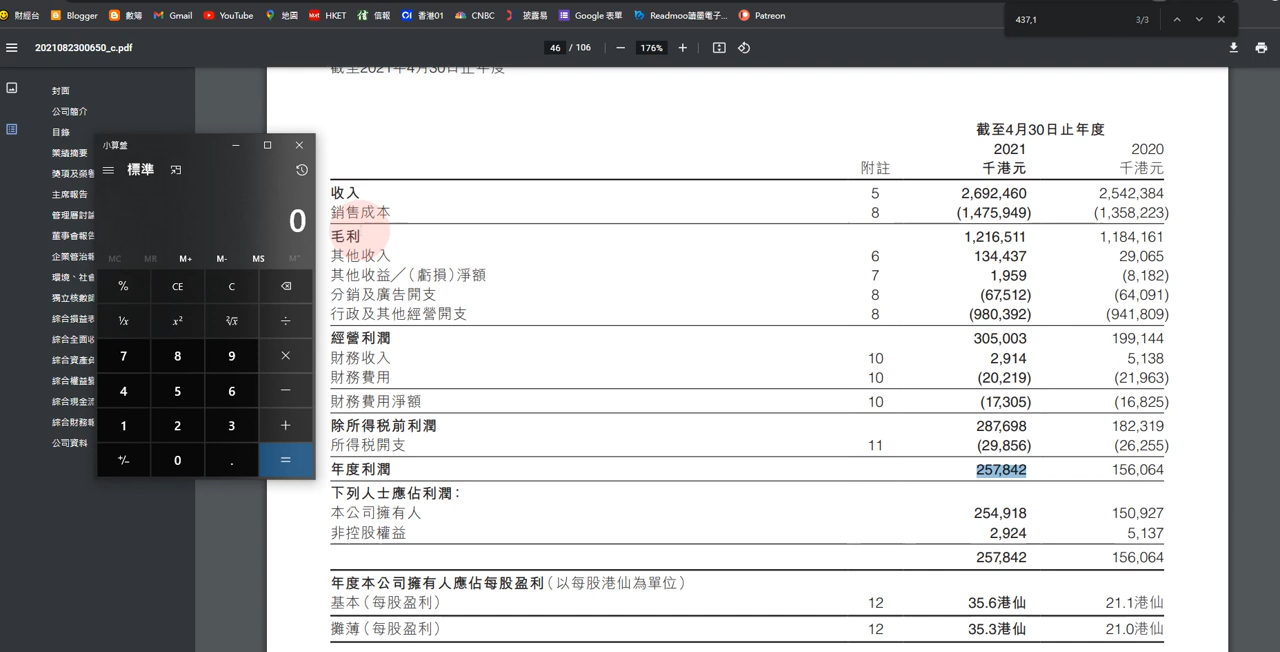 財經台 Blogger 數簿 Gmail YouTube 地圖 HKET 信報 香港01 CNBC 披露易 Google 表單 Readmoo讀墨電子... Patreon
437,1 3/3
2021082300650_c.pdf 46 / 106 176%
截至2021年4月30日止年度
封面
公司簡介
目錄
業績摘要
獎項及榮譽
主席報告
管理層討論
董事會報告
企業管治報
環境、社會
獨立核數師
綜合損益表
綜合全面收
綜合資產負
綜合權益變
綜合現金流
綜合財務報
公司資料
小算盤
標準
0
MC MR M+ M- MS M˅
% CE C
¹/x x² ²√x ÷
7 8 9 ×
4 5 6 −
1 2 3 +
+/− 0 . =
截至4月30日止年度
2021 2020
附註 千港元 千港元
收入 5 2,692,460 2,542,384
銷售成本 8 (1,475,949) (1,358,223)
毛利 1,216,511 1,184,161
其他收入 6 134,437 29,065
其他收益╱(虧損)淨額 7 1,959 (8,182)
分銷及廣告開支 8 (67,512) (64,091)
行政及其他經營開支 8 (980,392) (941,809)
經營利潤 305,003 199,144
財務收入 10 2,914 5,138
財務費用 10 (20,219) (21,963)
財務費用淨額 10 (17,305) (16,825)
除所得稅前利潤 287,698 182,319
所得稅開支 11 (29,856) (26,255)
年度利潤 257,842 156,064
下列人士應佔利潤：
本公司擁有人 254,918 150,927
非控股權益 2,924 5,137
257,842 156,064
年度本公司擁有人應佔每股盈利(以每股港仙為單位)
基本(每股盈利) 12 35.6港仙 21.1港仙
攤薄(每股盈利) 12 35.3港仙 21.0港仙